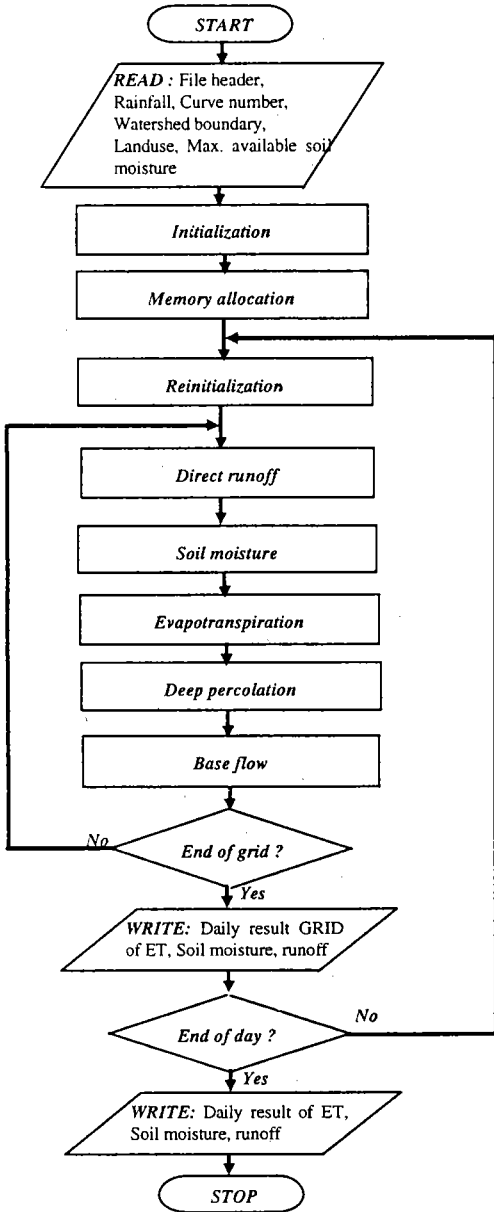 START
READ : File header,
Rainfall, Curve number,
Watershed boundary,
Landuse, Max. available soil
moisture
Initialization
Memory allocation
Reinitialization
Direct runoff
Soil moisture
Evapotranspiration
Deep percolation
Base flow
No
End of grid ?
Yes
WRITE: Daily result GRID
of ET, Soil moisture, runoff
No
End of day ?
Yes
WRITE: Daily result of ET,
Soil moisture, runoff
STOP